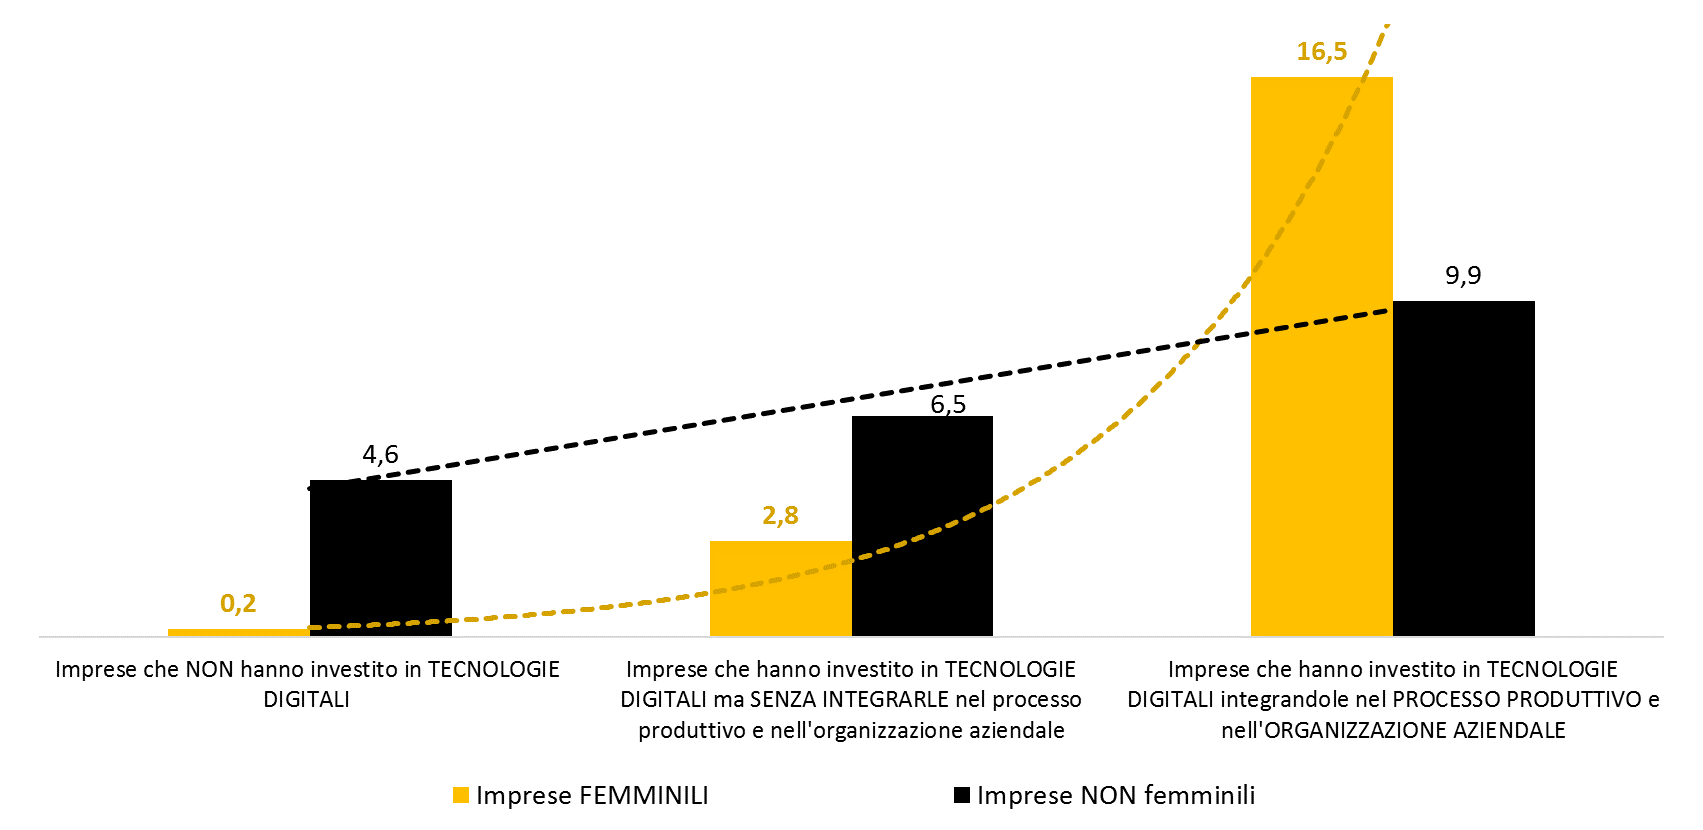 16,5
9,9
6,5
4,6
2,8
0,2
Imprese che NON hanno investito in TECNOLOGIE
DIGITALI
Imprese che hanno investito in TECNOLOGIE
DIGITALI ma SENZA INTEGRARLE nel processo
produttivo e nell'organizzazione aziendale
Imprese che hanno investito in TECNOLOGIE
DIGITALI integrandole nel PROCESSO PRODUTTIVO e
nell'ORGANIZZAZIONE AZIENDALE
Imprese FEMMINILI
Imprese NON femminili